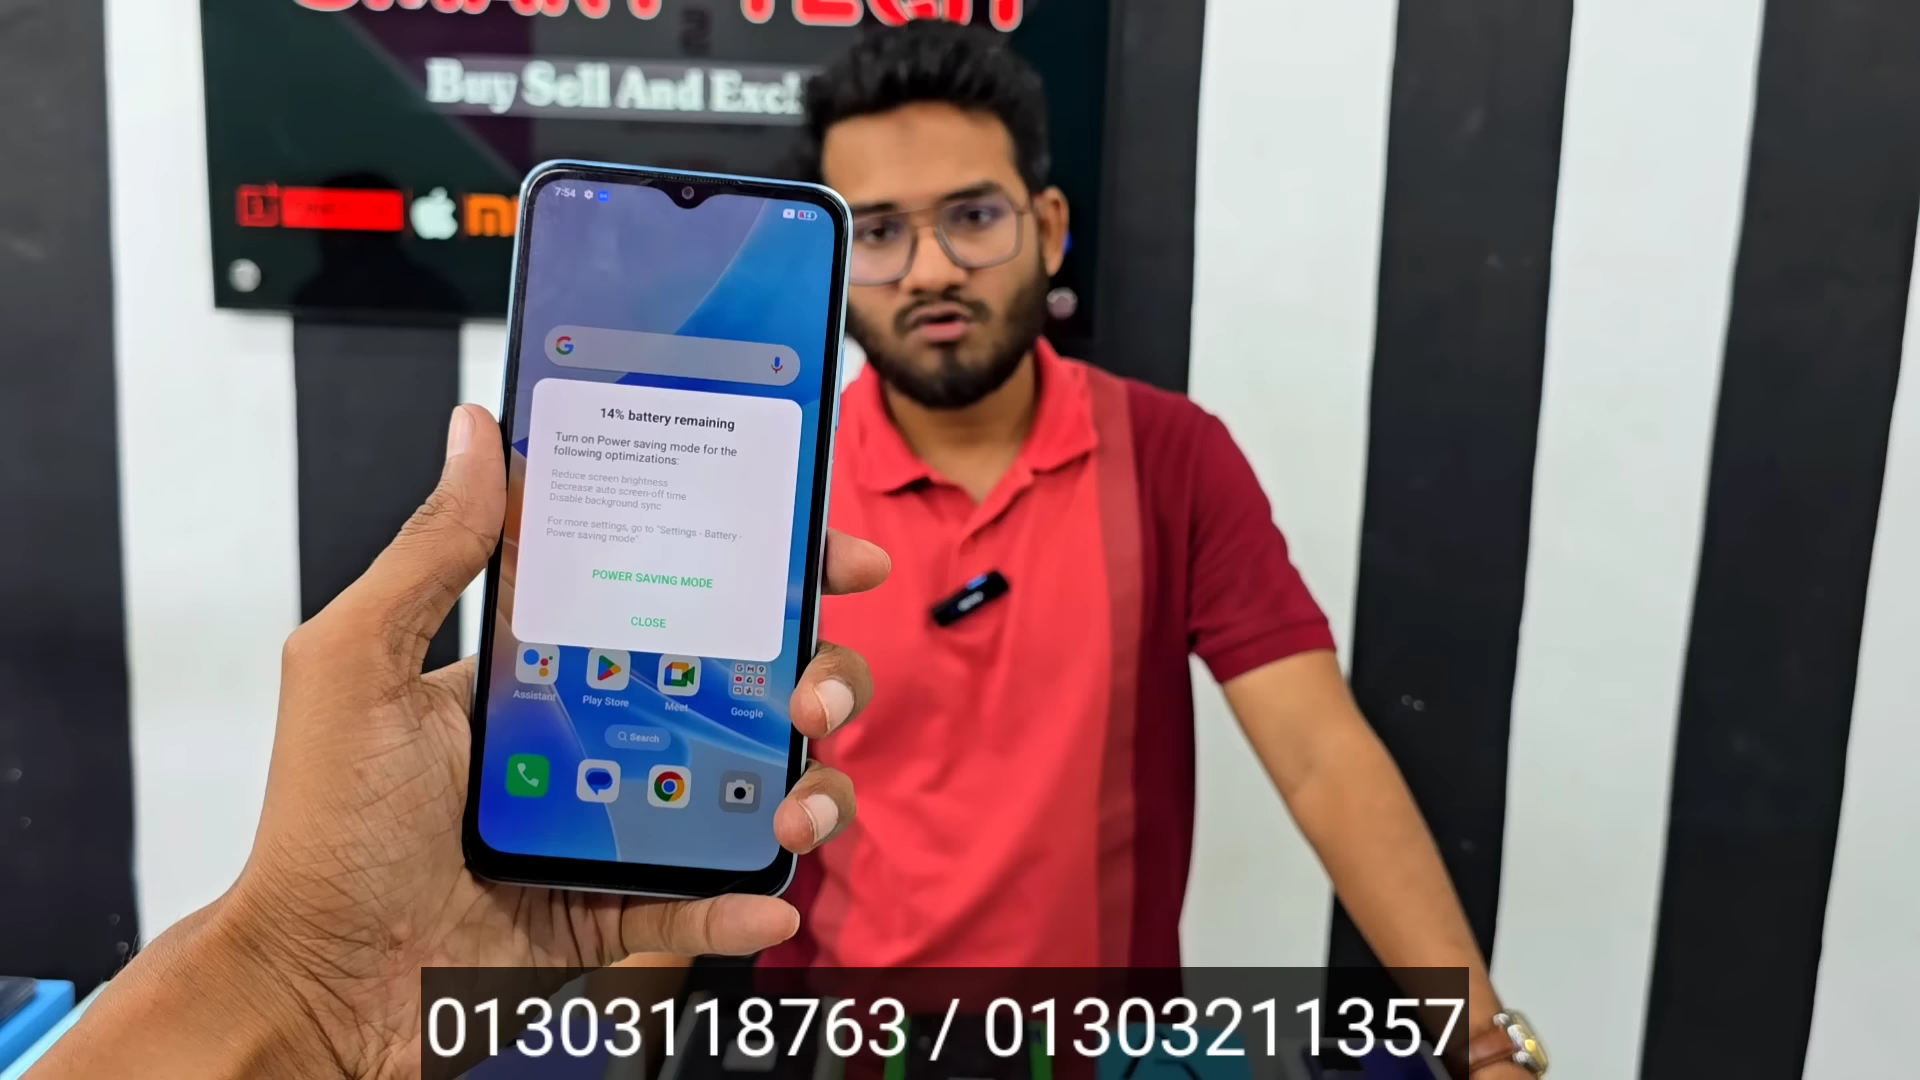 SMART TECH
Buy Sell And Exc
7:54
14% battery remaining
Turn on Power saving mode for the
following optimizations:
Reduce screen brightness
Decrease auto screen-off time
Disable background sync
For more settings, go to "Settings - Battery -
Power saving mode"
POWER SAVING MODE
CLOSE
Assistant
Play Store
Meet
Google
Search
01303118763 / 01303211357